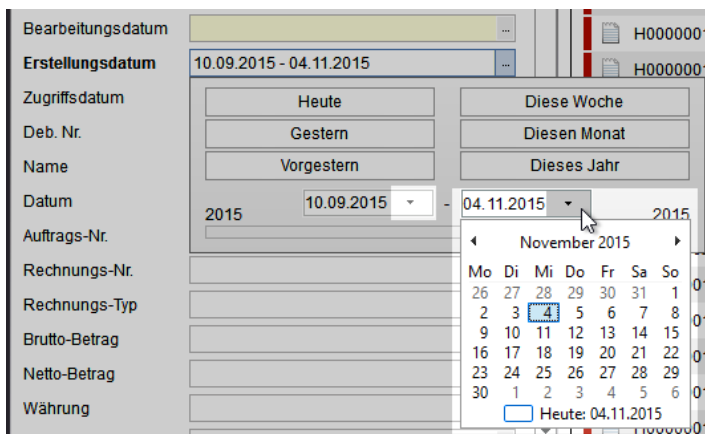 Bearbeitungsdatum ...
H0000001
Erstellungsdatum 10.09.2015 - 04.11.2015 ...
H0000001
Zugriffsdatum Heute Diese Woche
Deb. Nr. Gestern Diesen Monat
Name Vorgestern Dieses Jahr
Datum 10.09.2015 - 04.11.2015
2015 2015
Auftrags-Nr.
November 2015
Rechnungs-Nr.
Mo Di Mi Do Fr Sa So
26 27 28 29 30 31 1
Rechnungs-Typ
2 3 4 5 6 7 8
Brutto-Betrag
9 10 11 12 13 14 15
16 17 18 19 20 21 22
Netto-Betrag
23 24 25 26 27 28 29
30 1 2 3 4 5 6
Währung
Heute: 04.11.2015